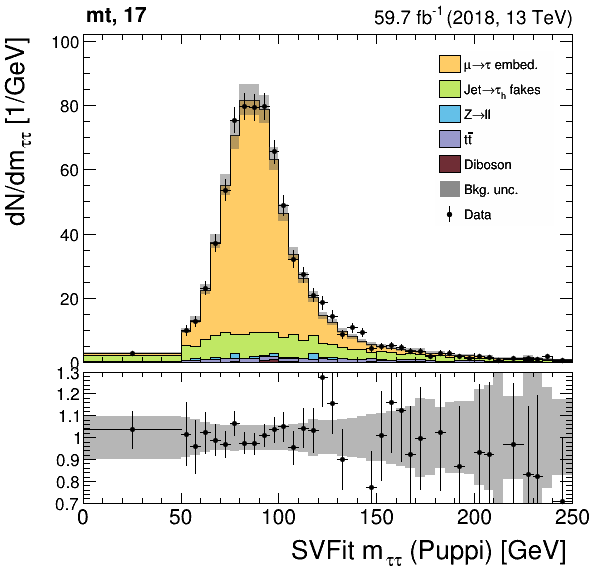 mt, 17
59.7 fb⁻¹ (2018, 13 TeV)
dN/dmττ [1/GeV]
100
80
60
40
20
0
μ→τ embed.
Jet→τh fakes
Z→ll
tt̄
Diboson
Bkg. unc.
Data
1.3
1.2
1.1
1
0.9
0.8
0.7
0 50 100 150 200 250
SVFit mττ (Puppi) [GeV]